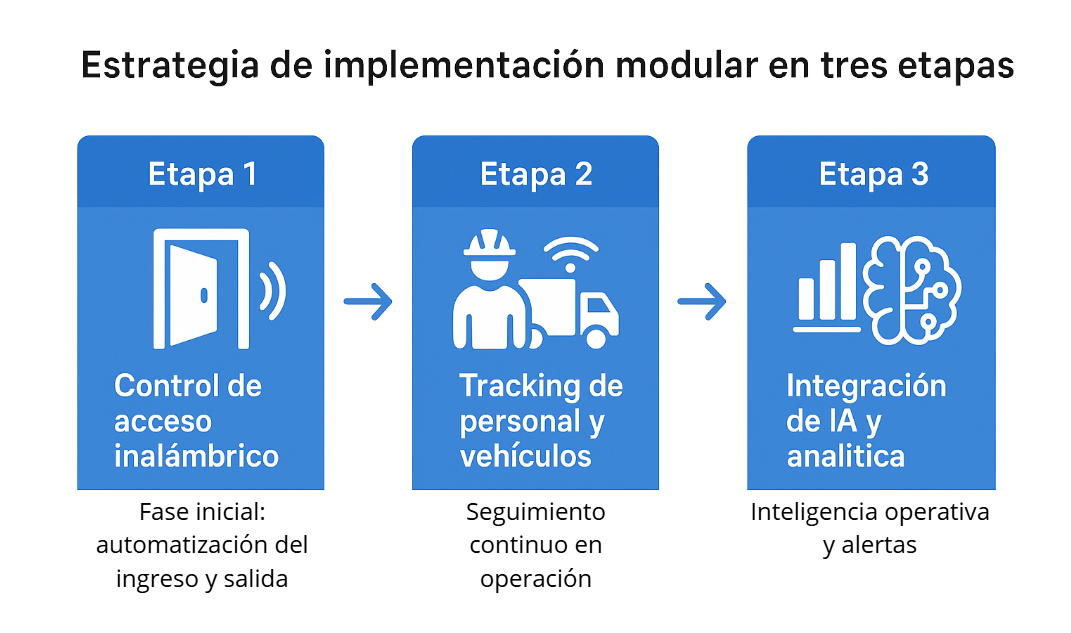 Estrategia de implementación modular en tres etapas
Etapa 1
Control de
acceso
inalámbrico
Fase inicial:
automatización del
ingreso y salida
Etapa 2
Tracking de
personal y
vehículos
Seguimiento
continuo en
operación
Etapa 3
Integración
de IA y
analitica
Inteligencia operativa
y alertas